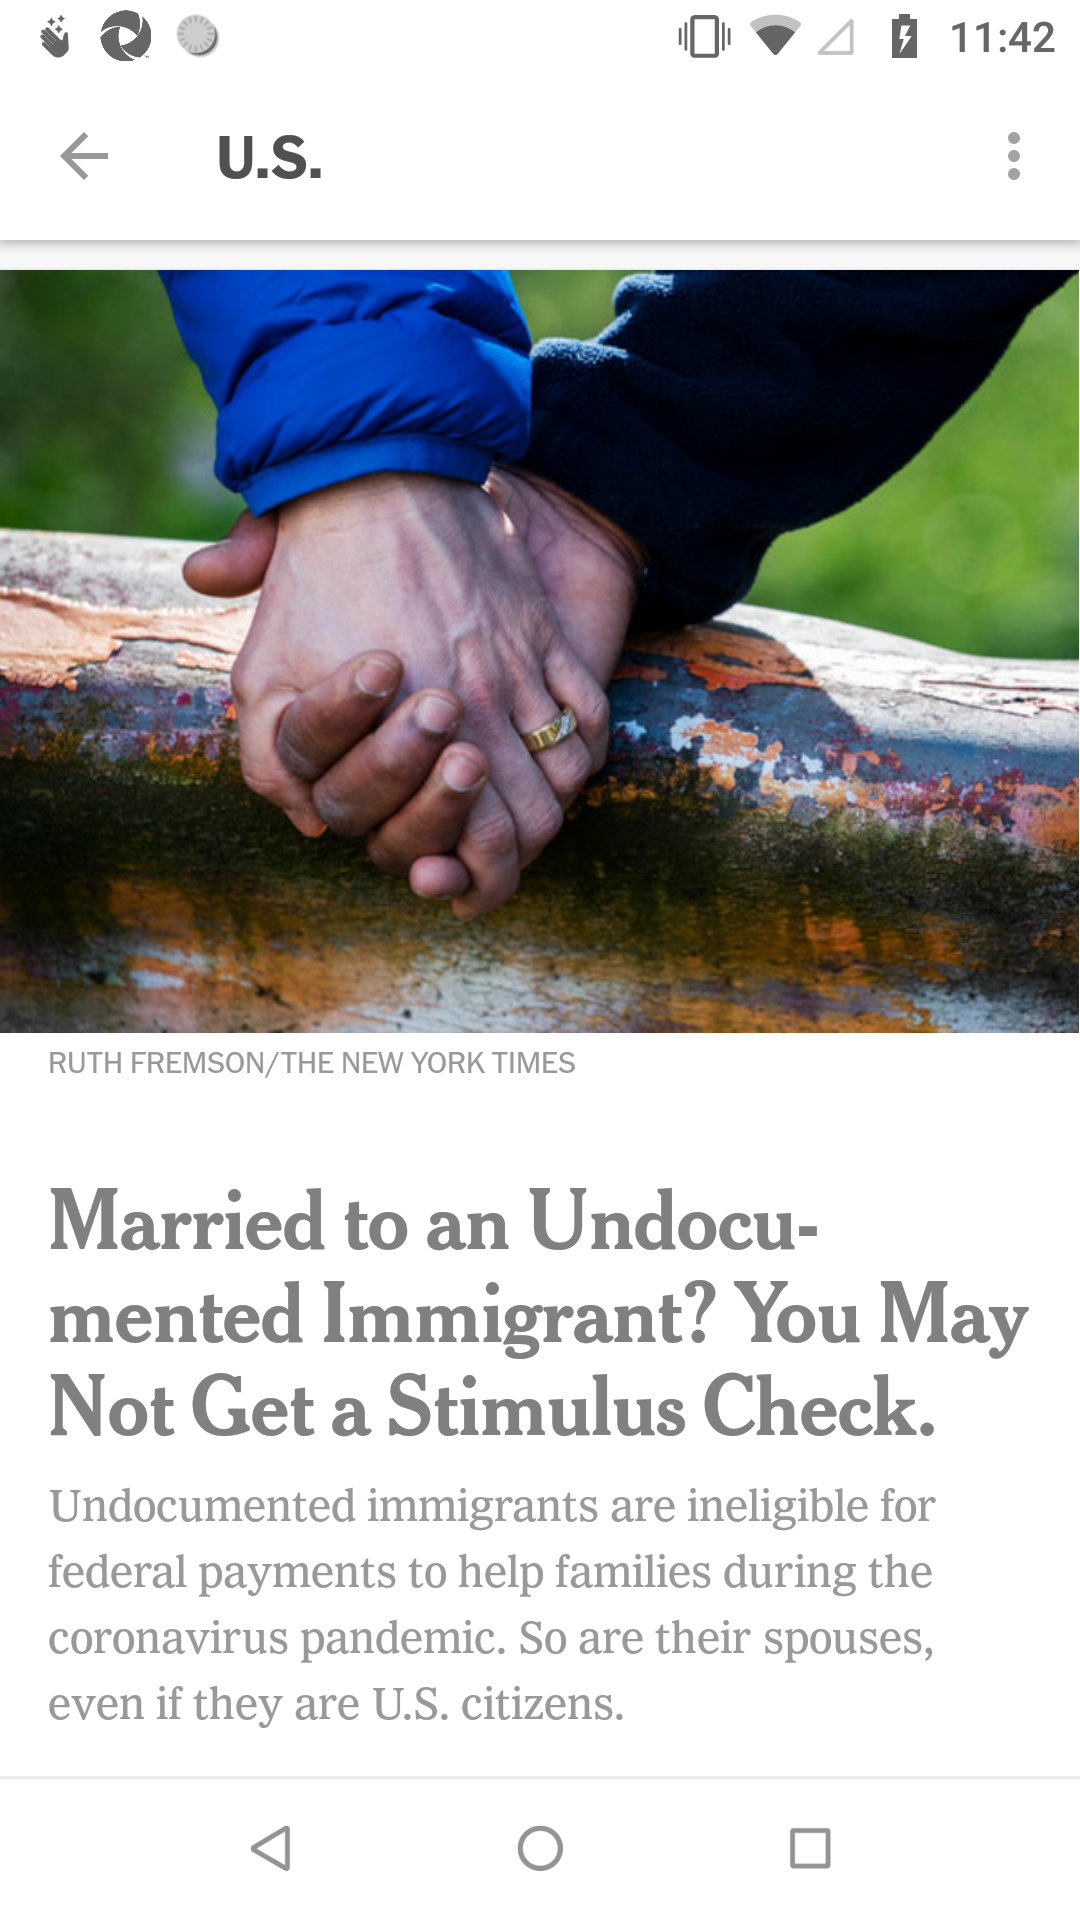 11:42
U.S.
RUTH FREMSON/THE NEW YORK TIMES
Married to an Undocu-
mented Immigrant? You May
Not Get a Stimulus Check.
Undocumented immigrants are ineligible for
federal payments to help families during the
coronavirus pandemic. So are their spouses,
even if they are U.S. citizens.